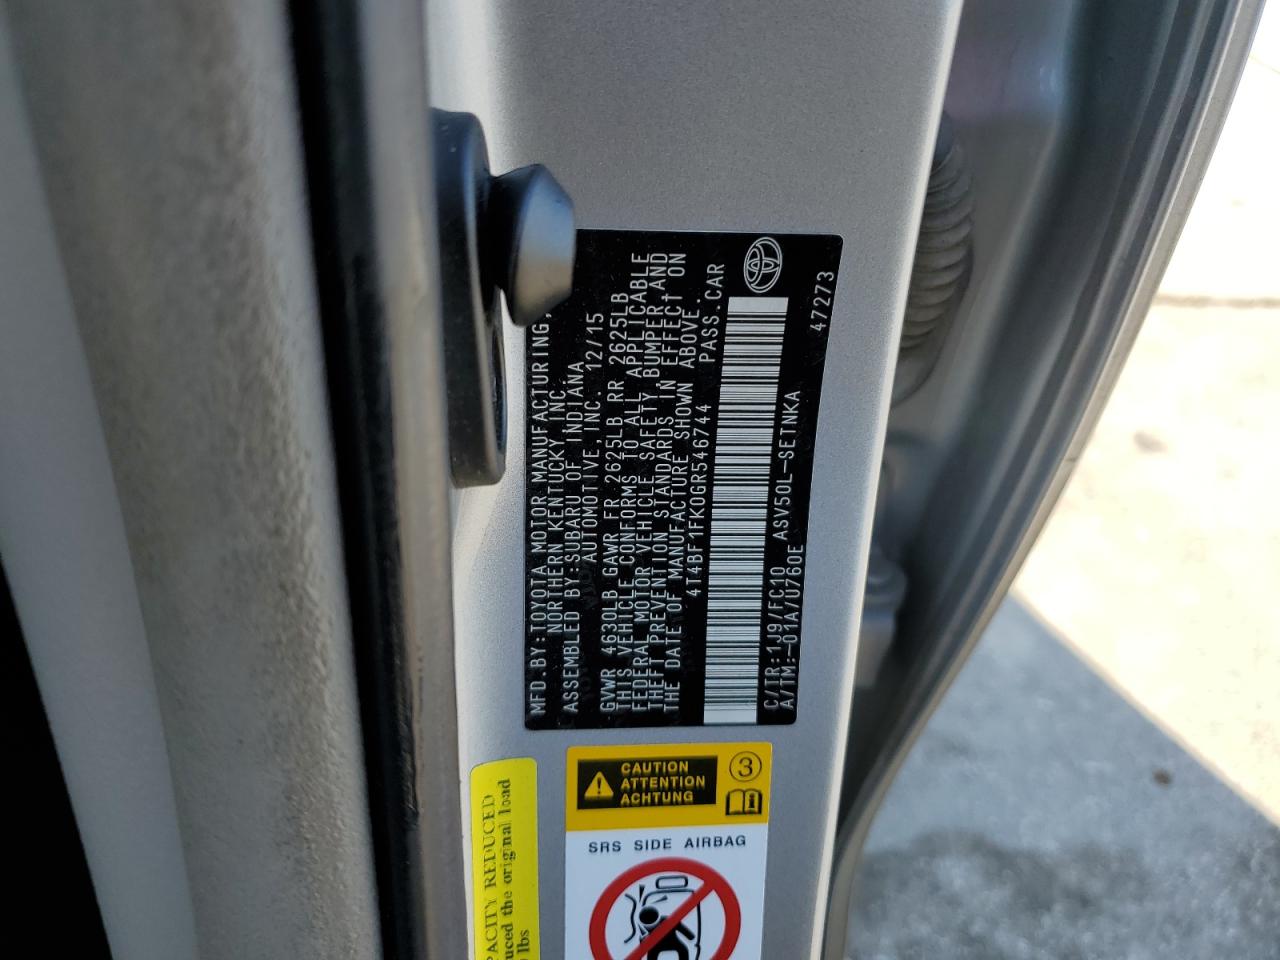 MFD.BY:TOYOTA MOTOR MANUFACTURING,
NORTHERN KENTUCKY, INC.
ASSEMBLED BY:SUBARU OF INDIANA
AUTOMOTIVE,INC. 12/15
GVWR 4630LB GAWR FR 2625LB RR 2625LB
THIS VEHICLE CONFORMS TO ALL APPLICABLE
FEDERAL MOTOR VEHICLE SAFETY,BUMPER,AND
THEFT PREVENTION STANDARDS IN EFFECT ON
THE DATE OF MANUFACTURE SHOWN ABOVE.
4T4BF1FK0GR546744 PASS.CAR
C/TR:1J9/FC10 ASV50L-SETNKA
A/TM:-01A/U760E
47273
CAUTION
ATTENTION
ACHTUNG
3
SRS SIDE AIRBAG
REDUCED
the original load
lbs